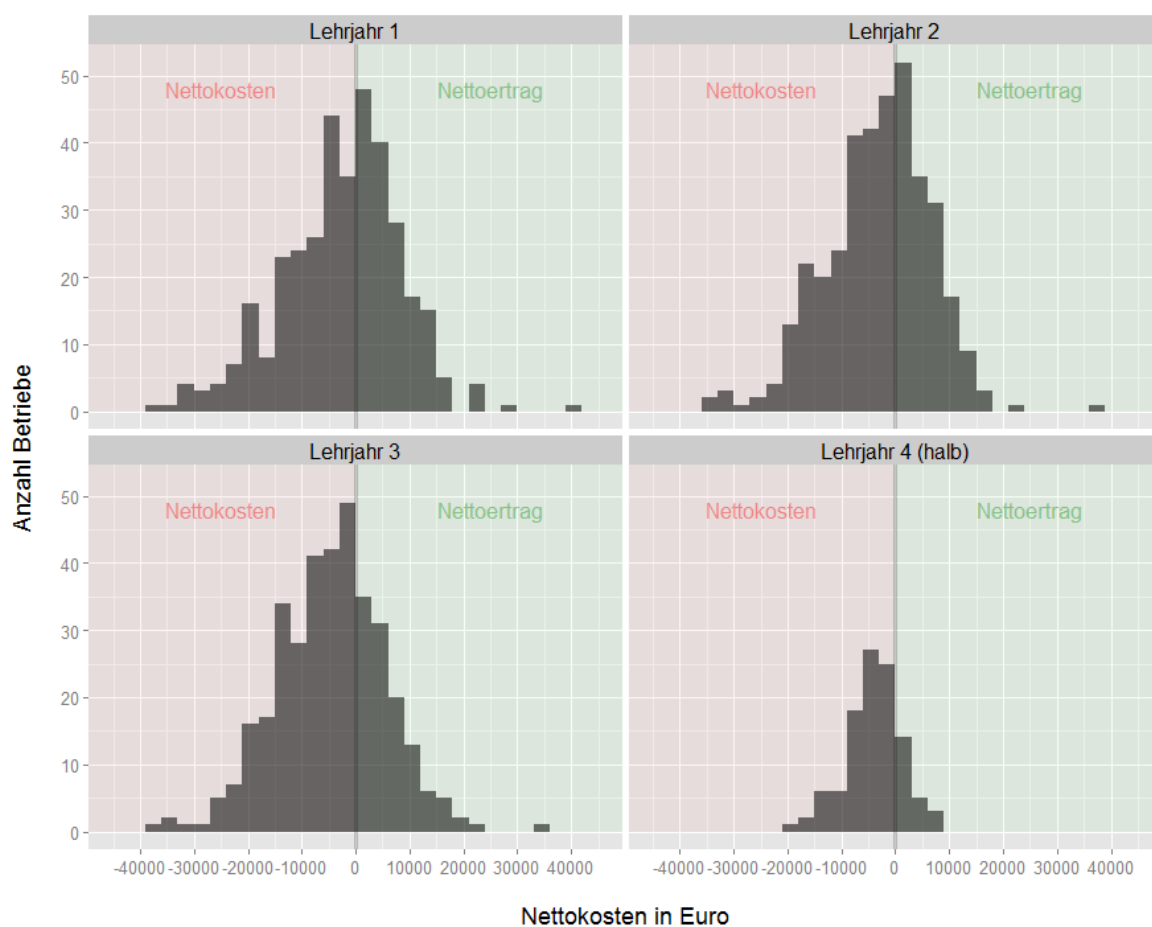 Lehrjahr 1
Lehrjahr 2
Nettokosten
Nettoertrag
Nettokosten
Nettoertrag
50
40
30
20
10
0
Anzahl Betriebe
Lehrjahr 3
Lehrjahr 4 (halb)
Nettokosten
Nettoertrag
Nettokosten
Nettoertrag
50
40
30
20
10
0
-40000 -30000 -20000 -10000 0 10000 20000 30000 40000
-40000 -30000 -20000 -10000 0 10000 20000 30000 40000
Nettokosten in Euro